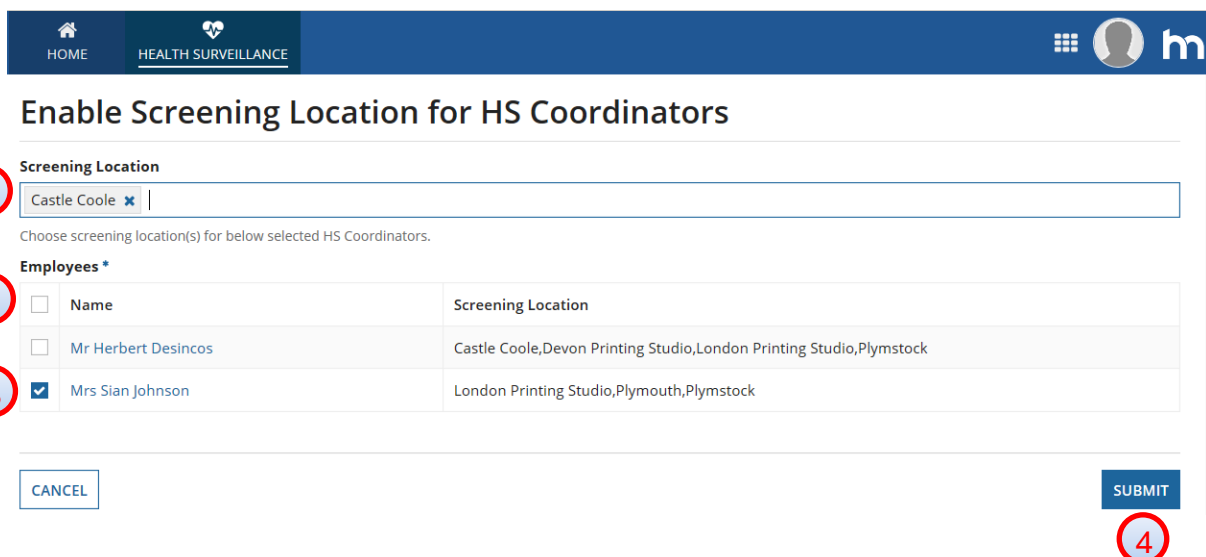 HOME HEALTH SURVEILLANCE hm
Enable Screening Location for HS Coordinators
Screening Location
Castle Coole
Choose screening location(s) for below selected HS Coordinators.
Employees *
Name Screening Location
Mr Herbert Desincos Castle Coole,Devon Printing Studio,London Printing Studio,Plymstock
Mrs Sian Johnson London Printing Studio,Plymouth,Plymstock
CANCEL SUBMIT
4